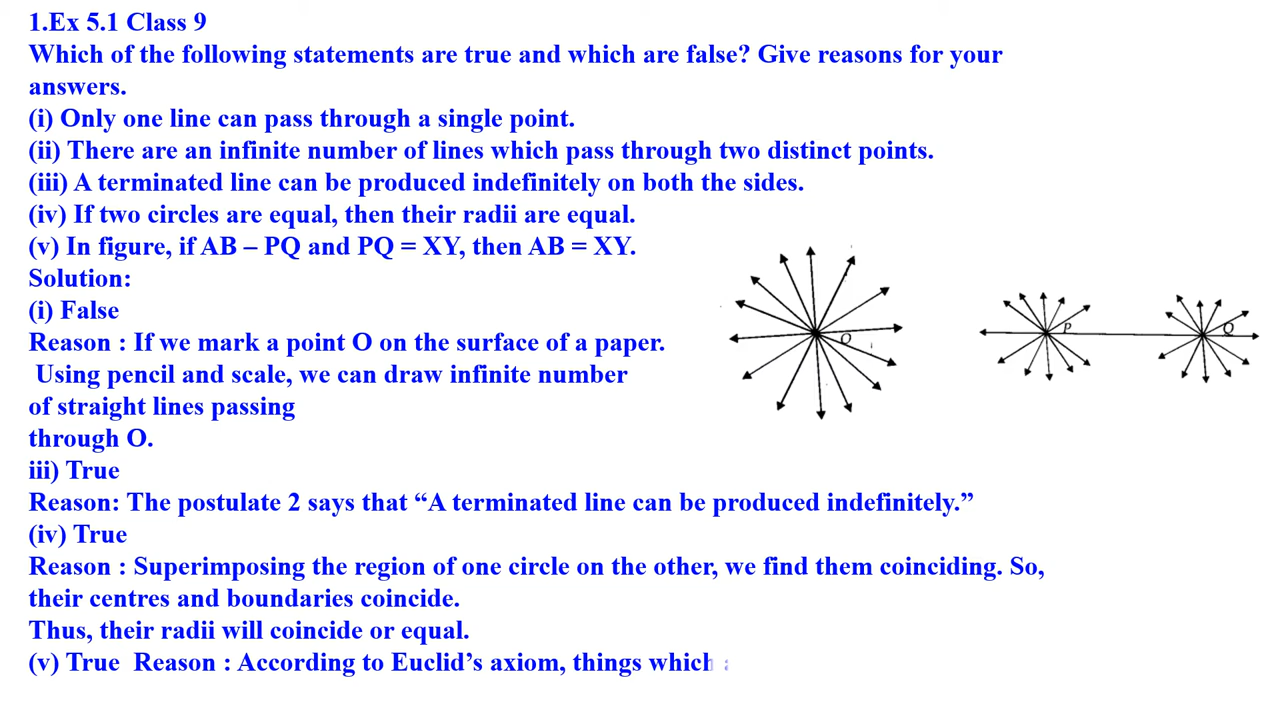 1.Ex 5.1 Class 9
Which of the following statements are true and which are false? Give reasons for your
answers.
(i) Only one line can pass through a single point.
(ii) There are an infinite number of lines which pass through two distinct points.
(iii) A terminated line can be produced indefinitely on both the sides.
(iv) If two circles are equal, then their radii are equal.
(v) In figure, if AB – PQ and PQ = XY, then AB = XY.
Solution:
(i) False
Reason : If we mark a point O on the surface of a paper.
Using pencil and scale, we can draw infinite number
of straight lines passing
through O.
O
P
Q
iii) True
Reason: The postulate 2 says that “A terminated line can be produced indefinitely.”
(iv) True
Reason : Superimposing the region of one circle on the other, we find them coinciding. So,
their centres and boundaries coincide.
Thus, their radii will coincide or equal.
(v) True Reason : According to Euclid’s axiom, things which